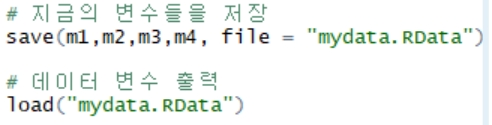 # 지금의 변수들을 저장
save(m1,m2,m3,m4, file = "mydata.RData")
# 데이터 변수 출력
load("mydata.RData")